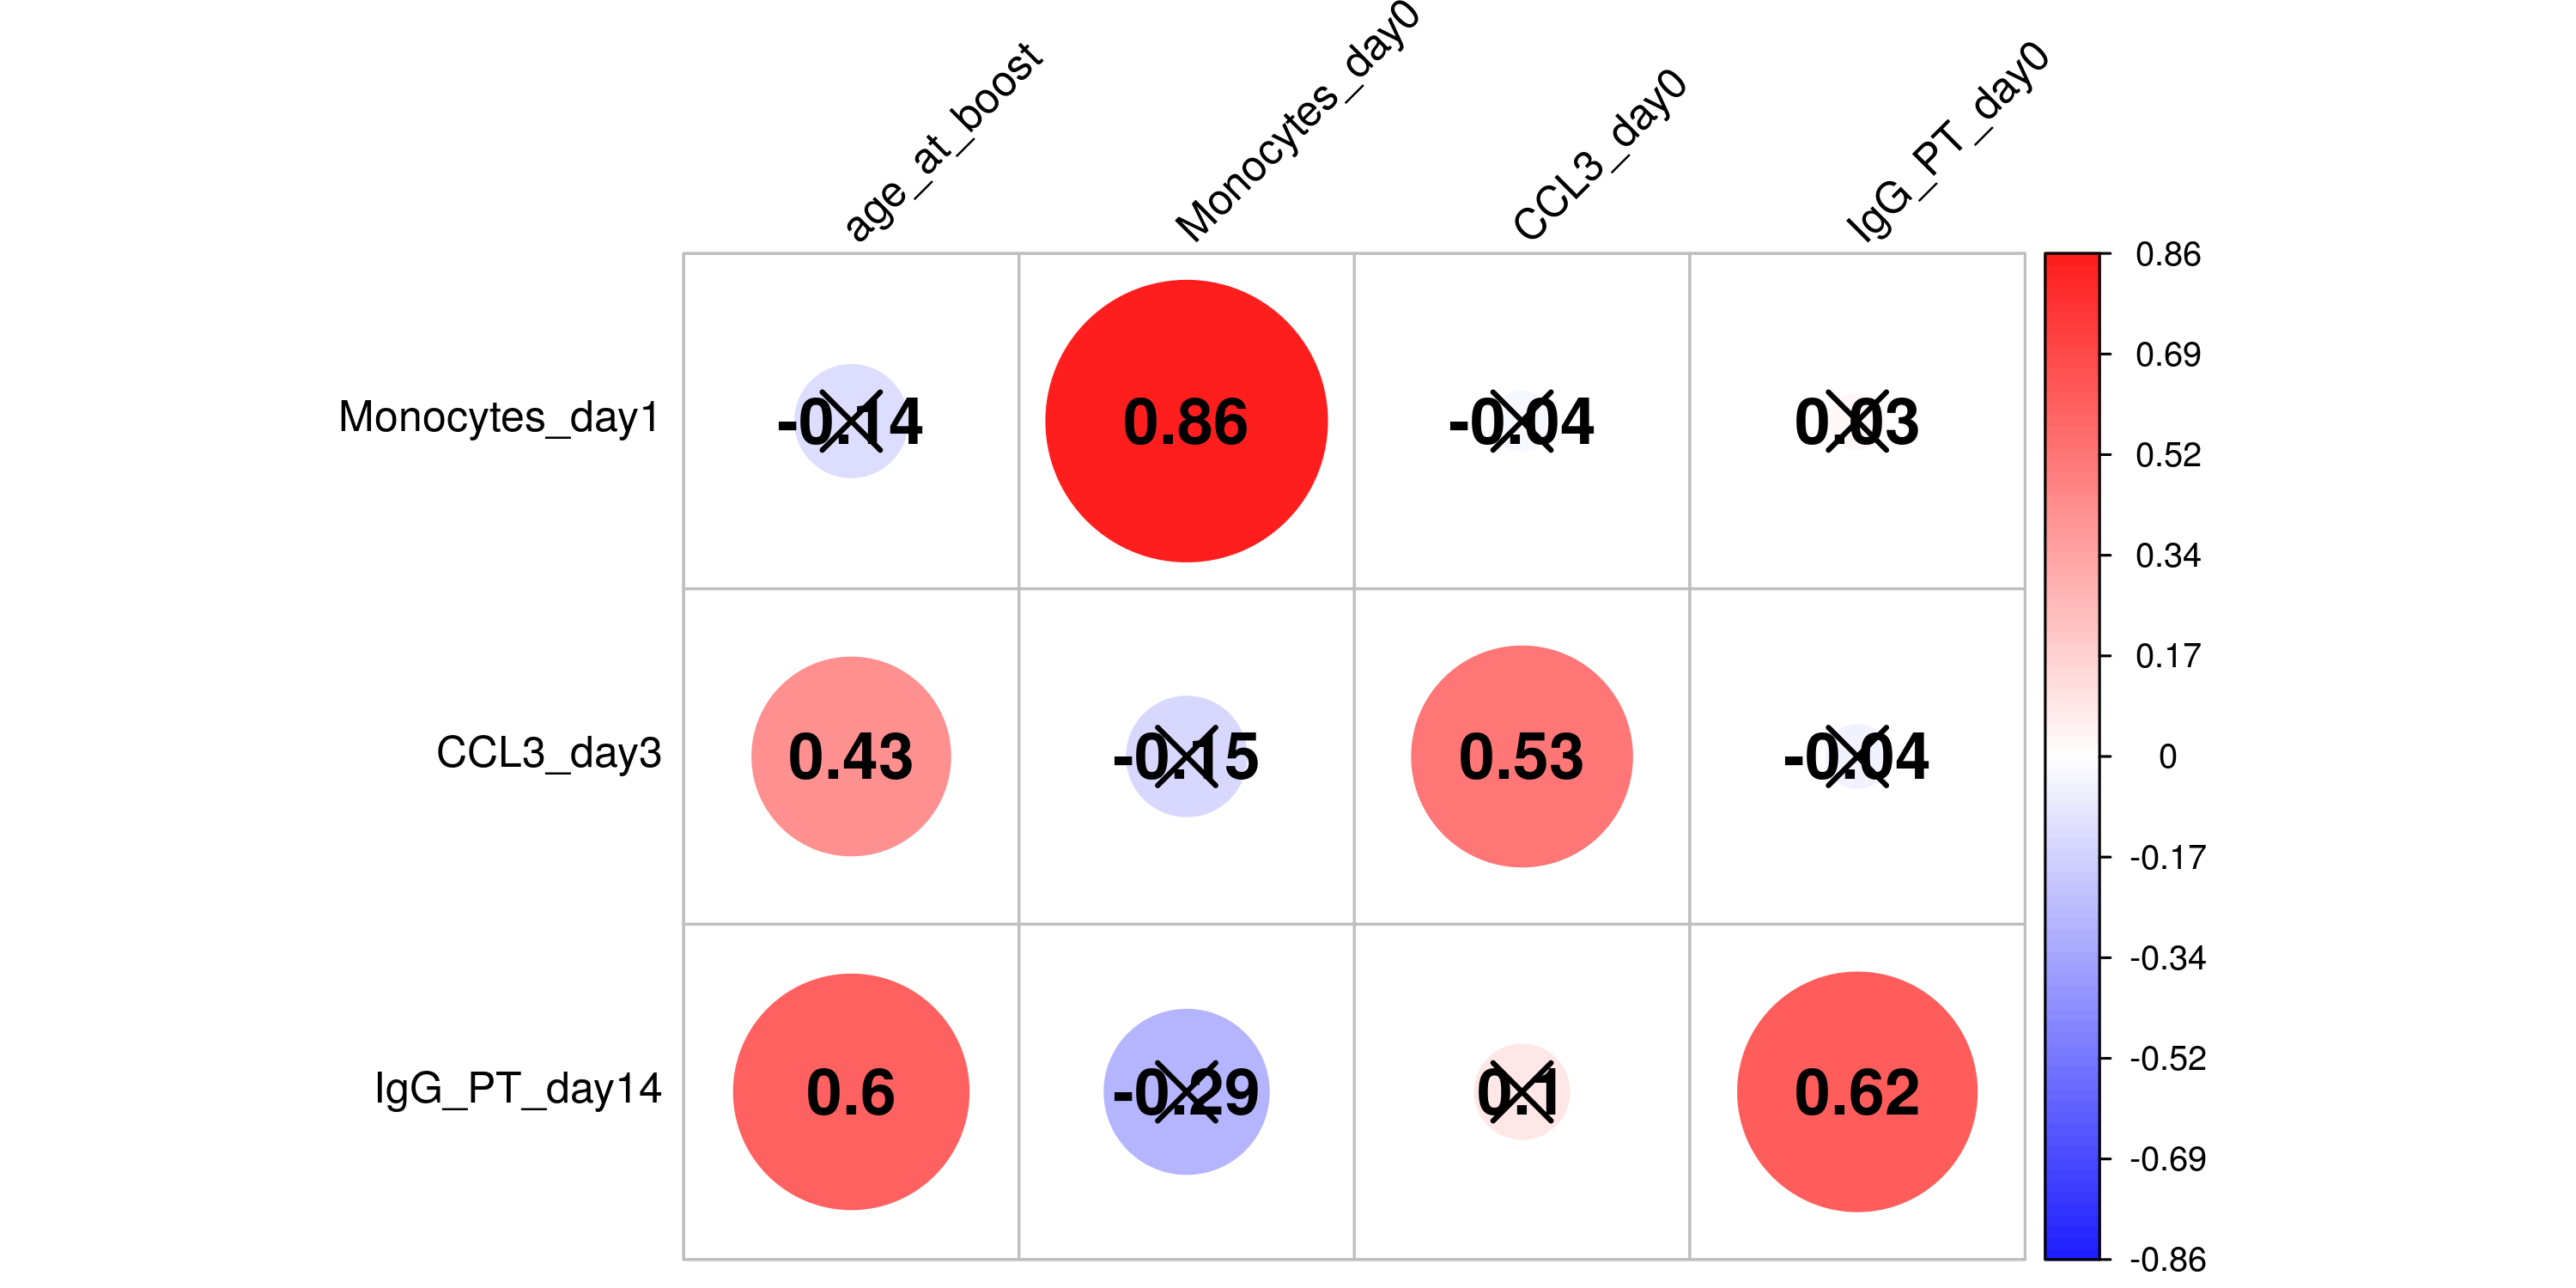 age_at_boost Monocytes_day0 CCL3_day0 IgG_PT_day0
Monocytes_day1 -0.14 0.86 -0.04 0.03
CCL3_day3 0.43 -0.15 0.53 -0.04
IgG_PT_day14 0.6 -0.29 0.1 0.62
0.86
0.69
0.52
0.34
0.17
0
-0.17
-0.34
-0.52
-0.69
-0.86